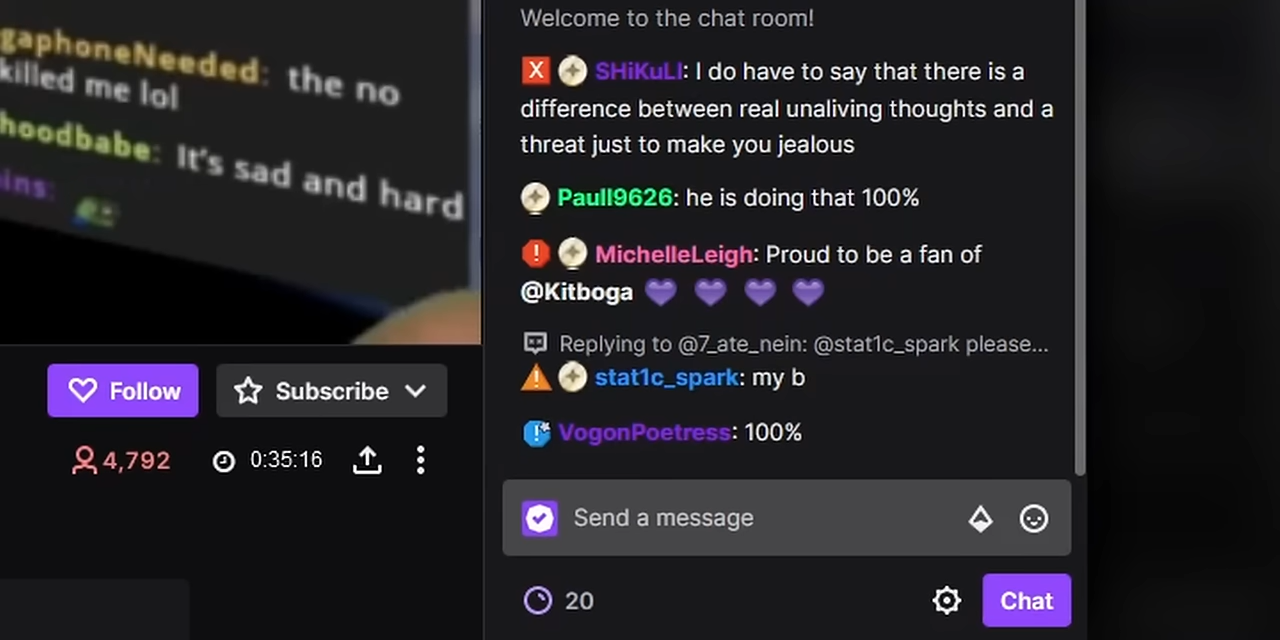 gaphoneNeeded: the no
killed me lol
hoodbabe: It's sad and hard
ins:
Follow
Subscribe
4,792
0:35:16
Welcome to the chat room!
X SHiKuLI: I do have to say that there is a
difference between real unaliving thoughts and a
threat just to make you jealous
Paull9626: he is doing that 100%
MichelleLeigh: Proud to be a fan of
@Kitboga
Replying to @7_ate_nein: @stat1c_spark please...
stat1c_spark: my b
VogonPoetress: 100%
Send a message
20
Chat